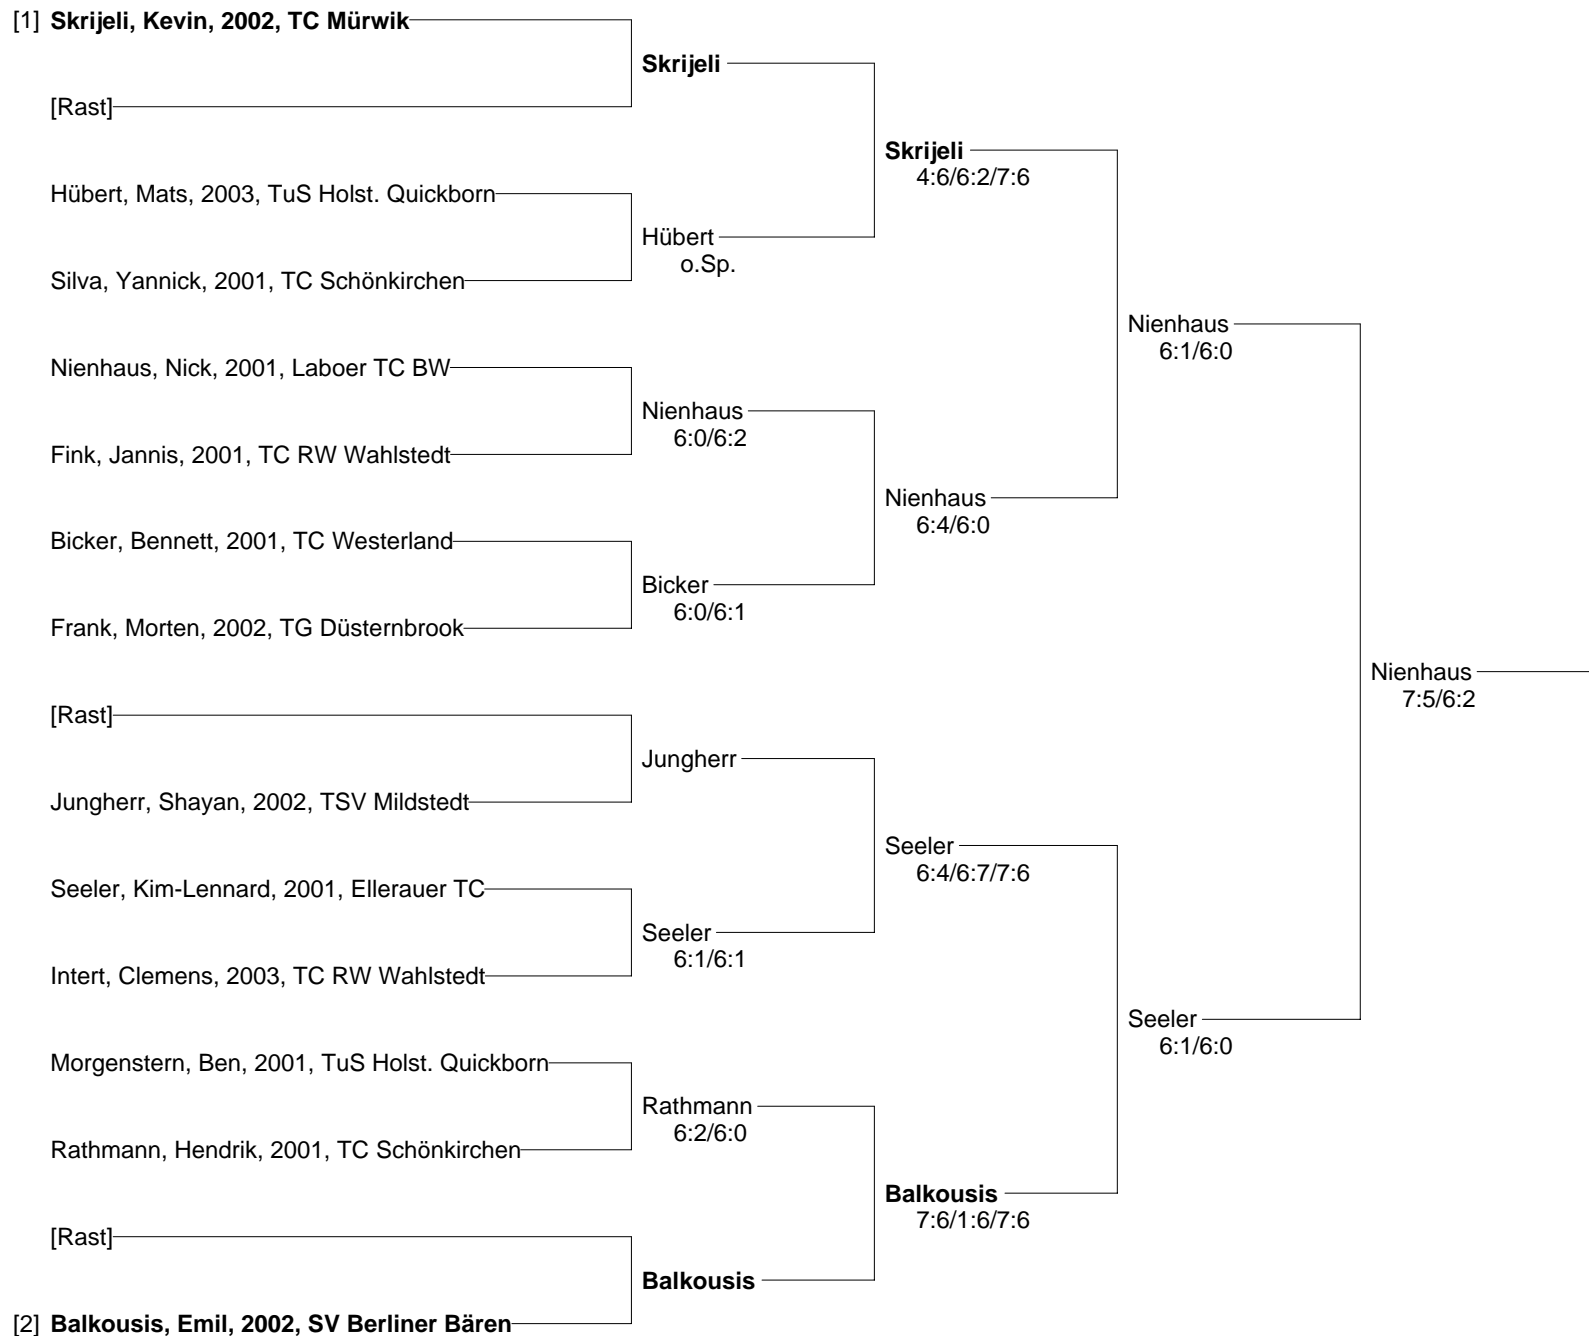 [1] Skrijeli, Kevin, 2002, TC Mürwik
[Rast]
Hübert, Mats, 2003, TuS Holst. Quickborn
Silva, Yannick, 2001, TC Schönkirchen
Nienhaus, Nick, 2001, Laboer TC BW
Fink, Jannis, 2001, TC RW Wahlstedt
Bicker, Bennett, 2001, TC Westerland
Frank, Morten, 2002, TG Düsternbrook
[Rast]
Jungherr, Shayan, 2002, TSV Mildstedt
Seeler, Kim-Lennard, 2001, Ellerauer TC
Intert, Clemens, 2003, TC RW Wahlstedt
Morgenstern, Ben, 2001, TuS Holst. Quickborn
Rathmann, Hendrik, 2001, TC Schönkirchen
[Rast]
[2] Balkousis, Emil, 2002, SV Berliner Bären
Skrijeli
Hübert
o.Sp.
Nienhaus
6:0/6:2
Bicker
6:0/6:1
Jungherr
Seeler
6:1/6:1
Rathmann
6:2/6:0
Balkousis
Skrijeli
4:6/6:2/7:6
Nienhaus
6:4/6:0
Seeler
6:4/6:7/7:6
Balkousis
7:6/1:6/7:6
Nienhaus
6:1/6:0
Seeler
6:1/6:0
Nienhaus
7:5/6:2